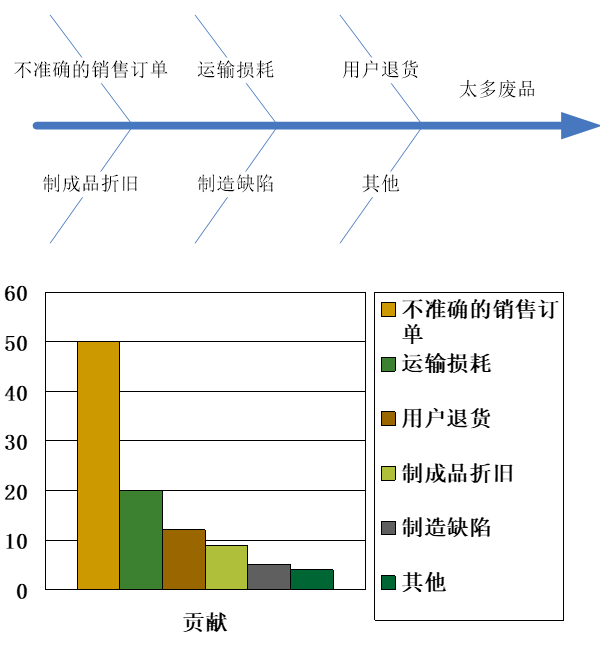 不准确的销售订单
运输损耗
用户退货
太多废品
制成品折旧
制造缺陷
其他
60
50
40
30
20
10
0
贡献
不准确的销售订
单
运输损耗
用户退货
制成品折旧
制造缺陷
其他